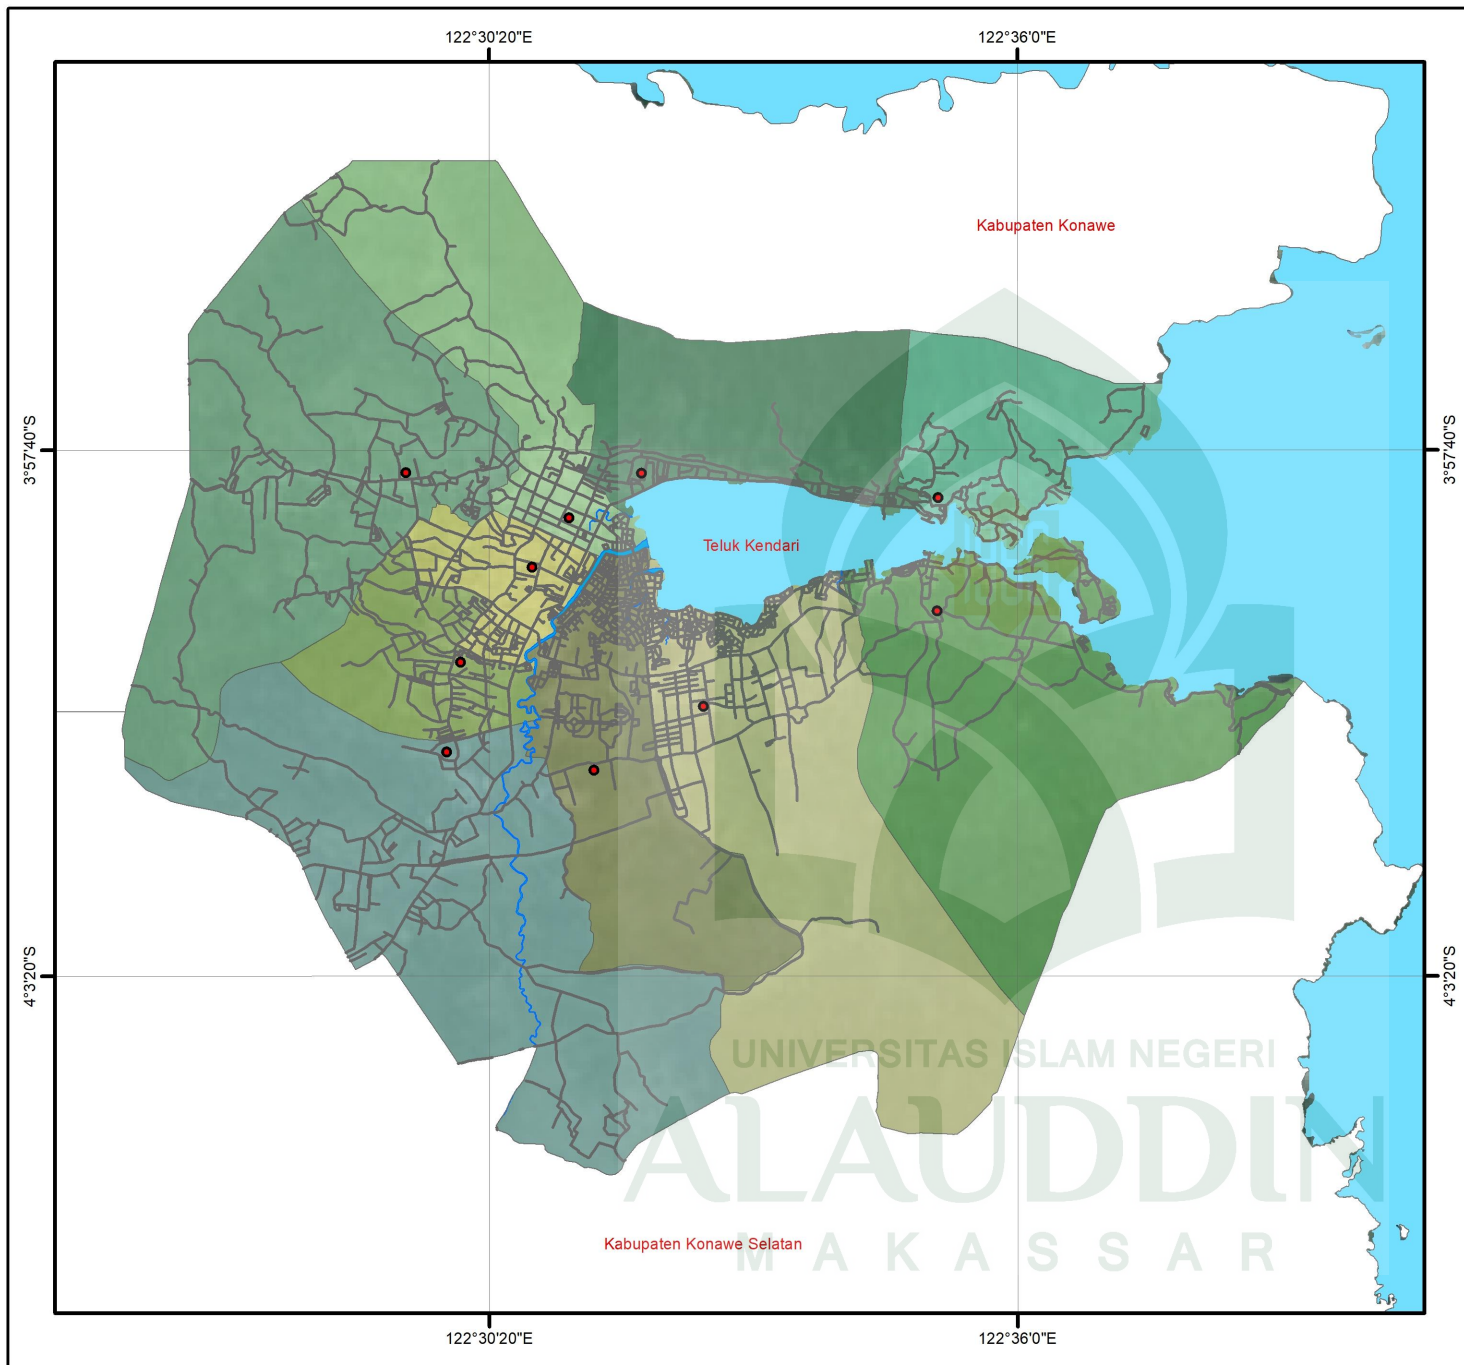 122°30'20"E
122°36'0"E
Kabupaten Konawe
3°57'40"S
3°57'40"S
Teluk Kendari
4°3'20"S
4°3'20"S
UNIVERSITAS ISLAM NEGERI
ALAUDDIN
Kabupaten Konawe Selatan
MAKASSAR
122°30'20"E
122°36'0"E